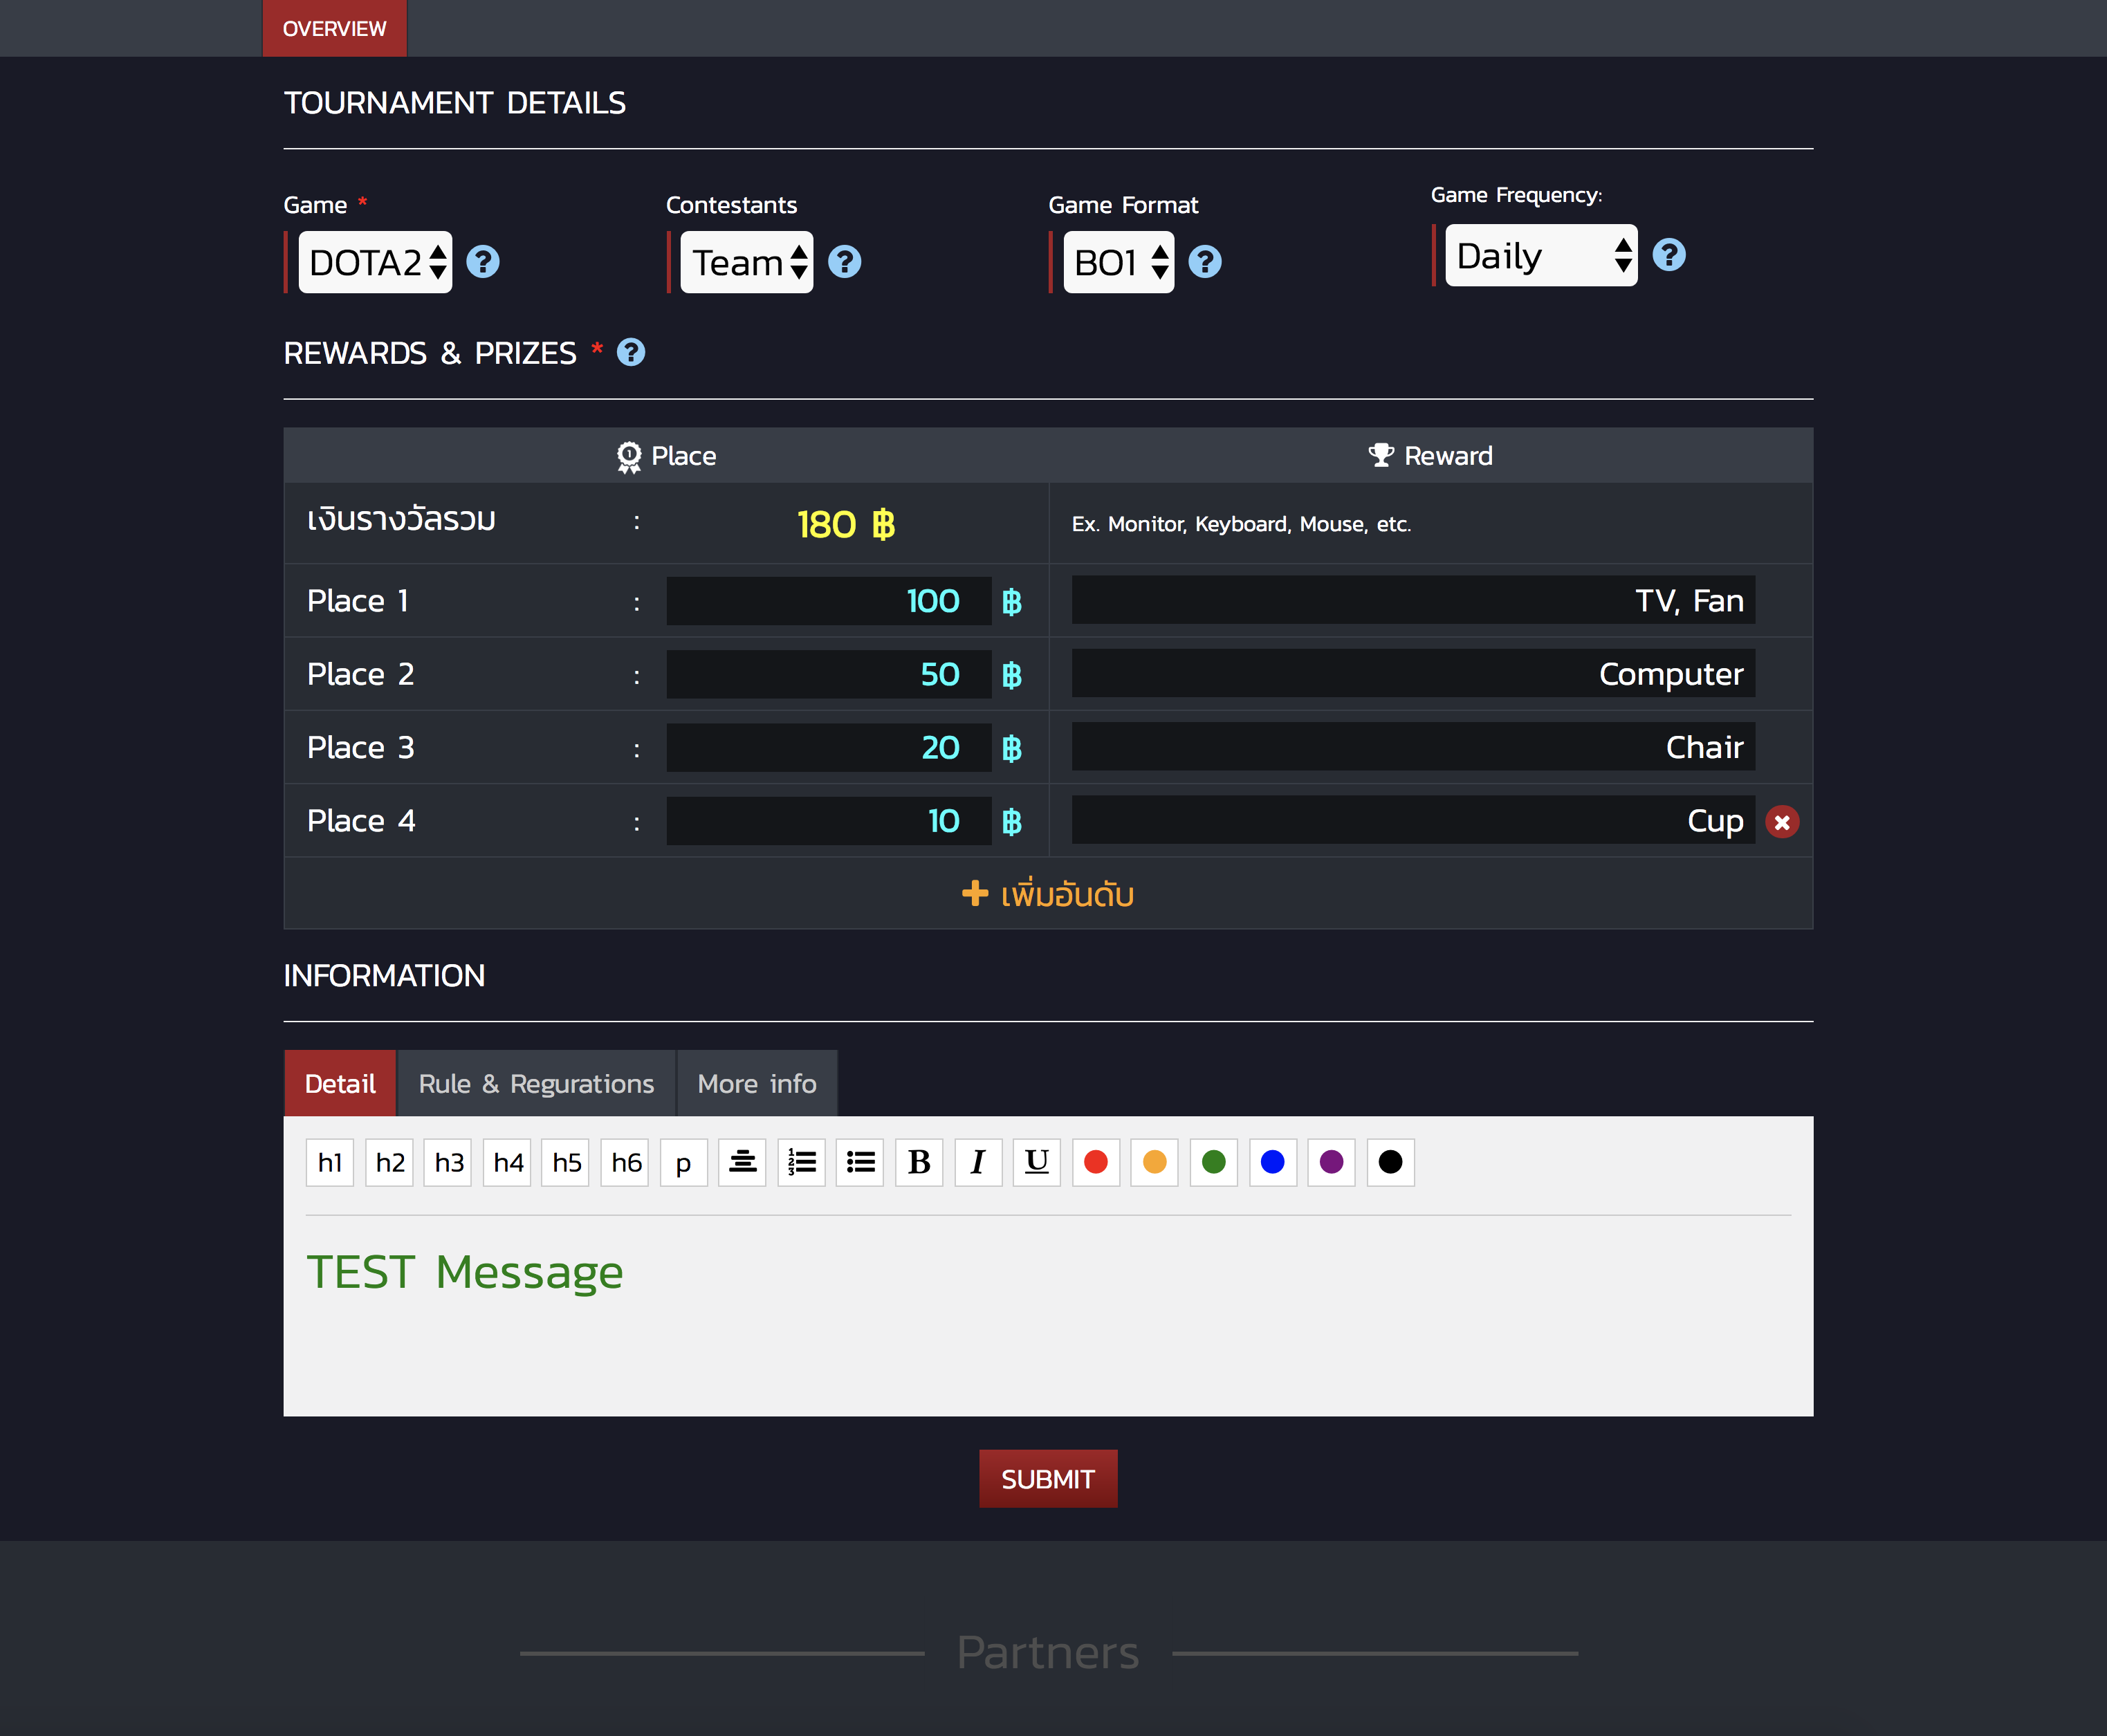 OVERVIEW
TOURNAMENT DETAILS
Game *
DOTA2 ?
Contestants
Team ?
Game Format
BO1 ?
Game Frequency:
Daily ?
REWARDS & PRIZES * ?
1 Place
Reward
เงินรางวัลรวม : 180 ฿
Ex. Monitor, Keyboard, Mouse, etc.
Place 1 : 100 ฿ TV, Fan
Place 2 : 50 ฿ Computer
Place 3 : 20 ฿ Chair
Place 4 : 10 ฿ Cup
เพิ่มอันดับ
INFORMATION
Detail Rule & Regurations More info
h1 h2 h3 h4 h5 h6 p B I U
TEST Message
SUBMIT
Partners